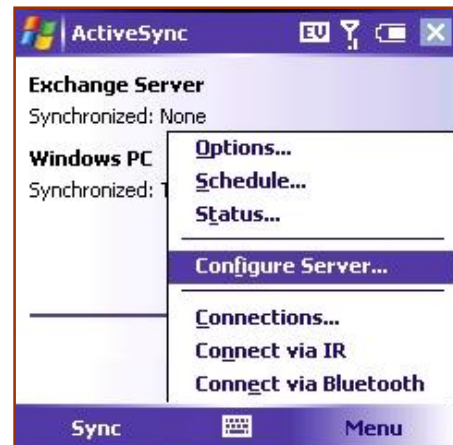 ActiveSync
EV
Exchange Server
Synchronized: None
Windows PC
Synchronized:
Options...
Schedule...
Status...
Configure Server...
Connections...
Connect via IR
Connect via Bluetooth
Sync
Menu